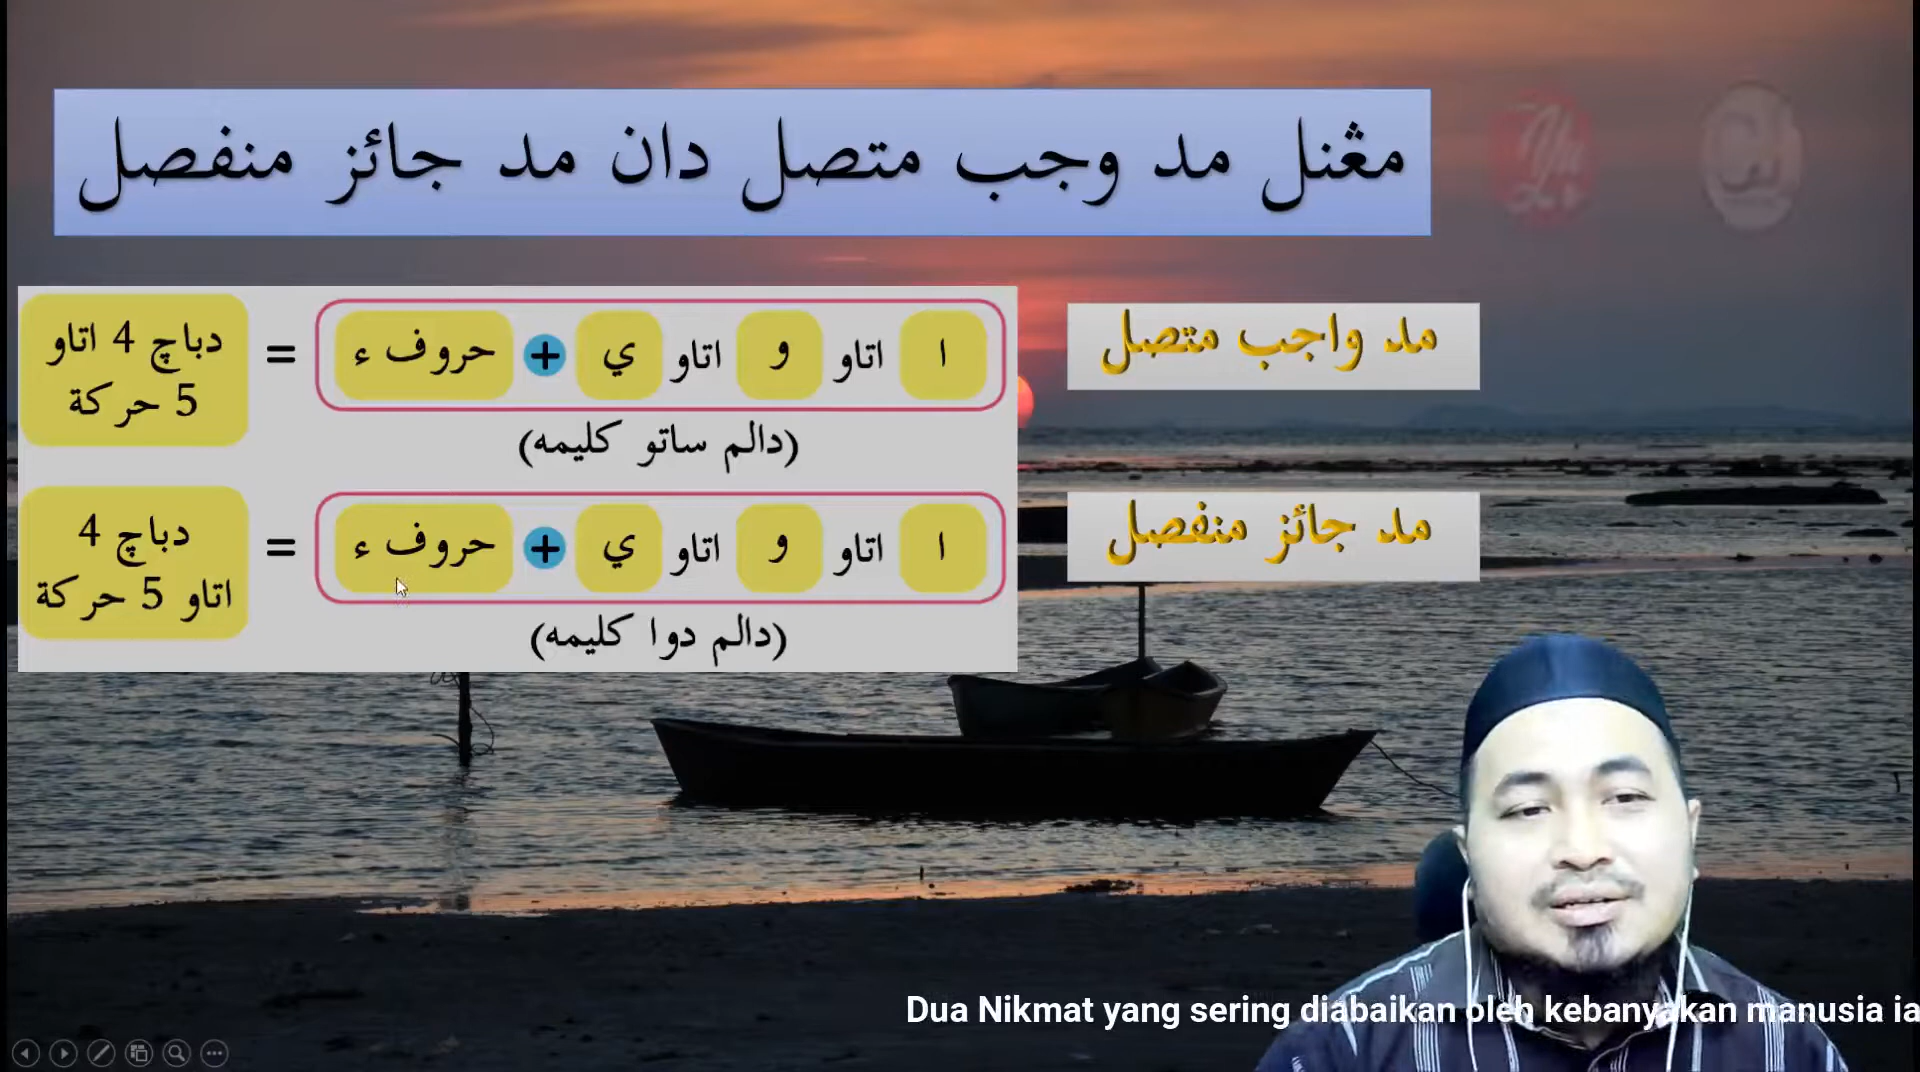 مڠنل مد وجب متصل دان مد جائز منفصل
مد واجب متصل
ا اتاو و اتاو ي + حروف ء = دباچ 4 اتاو 5 حركة
(دالم ساتو كليمه)
مد جائز منفصل
ا اتاو و اتاو ي + حروف ء = دباچ 4 اتاو 5 حركة
(دالم دوا كليمه)
Dua Nikmat yang sering diabaikan oleh kebanyakan manusia ia